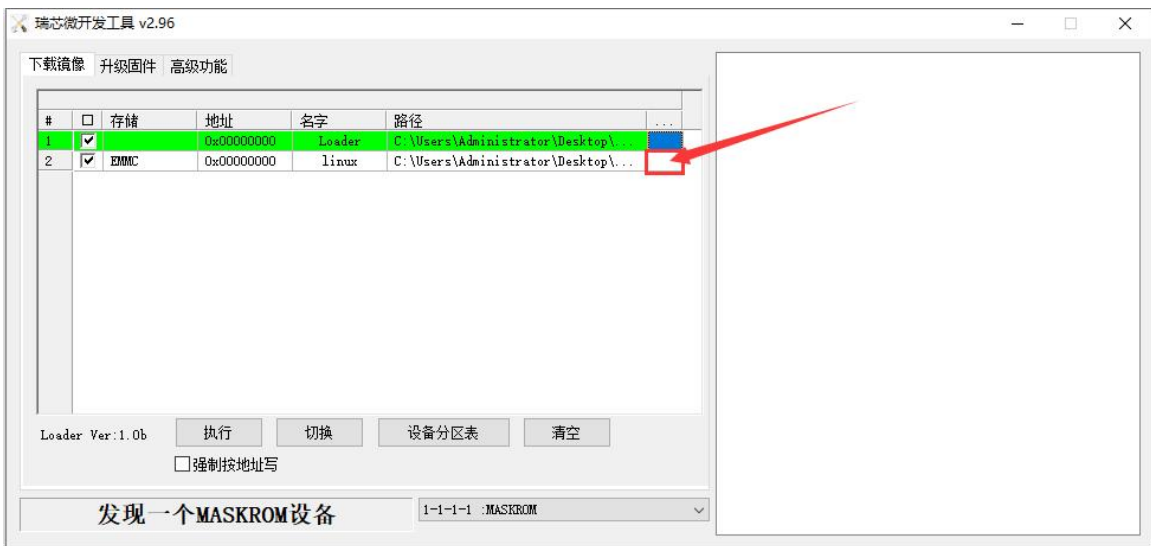 瑞芯微开发工具 v2.96
下载镜像 升级固件 高级功能
# 存储 地址 名字 路径 ...
1 0x00000000 Loader C:\Users\Administrator\Desktop\...
2 EMMC 0x00000000 linux C:\Users\Administrator\Desktop\...
Loader Ver:1.0b 执行 切换 设备分区表 清空
强制按地址写
发现一个MASKROM设备 1-1-1-1 :MASKROM